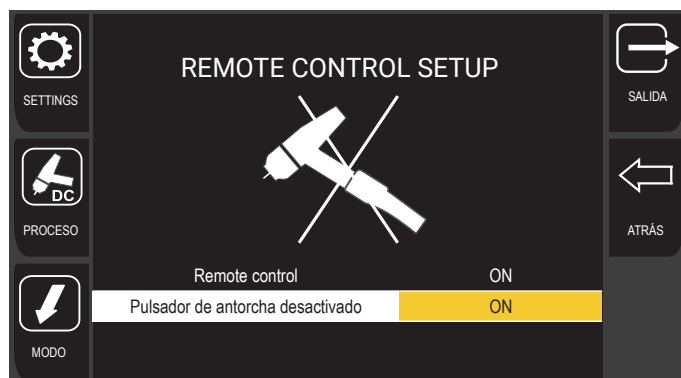 REMOTE CONTROL SETUP
SETTINGS
SALIDA
DC
PROCESO
ATRÁS
Remote control ON
Pulsador de antorcha desactivado ON
MODO